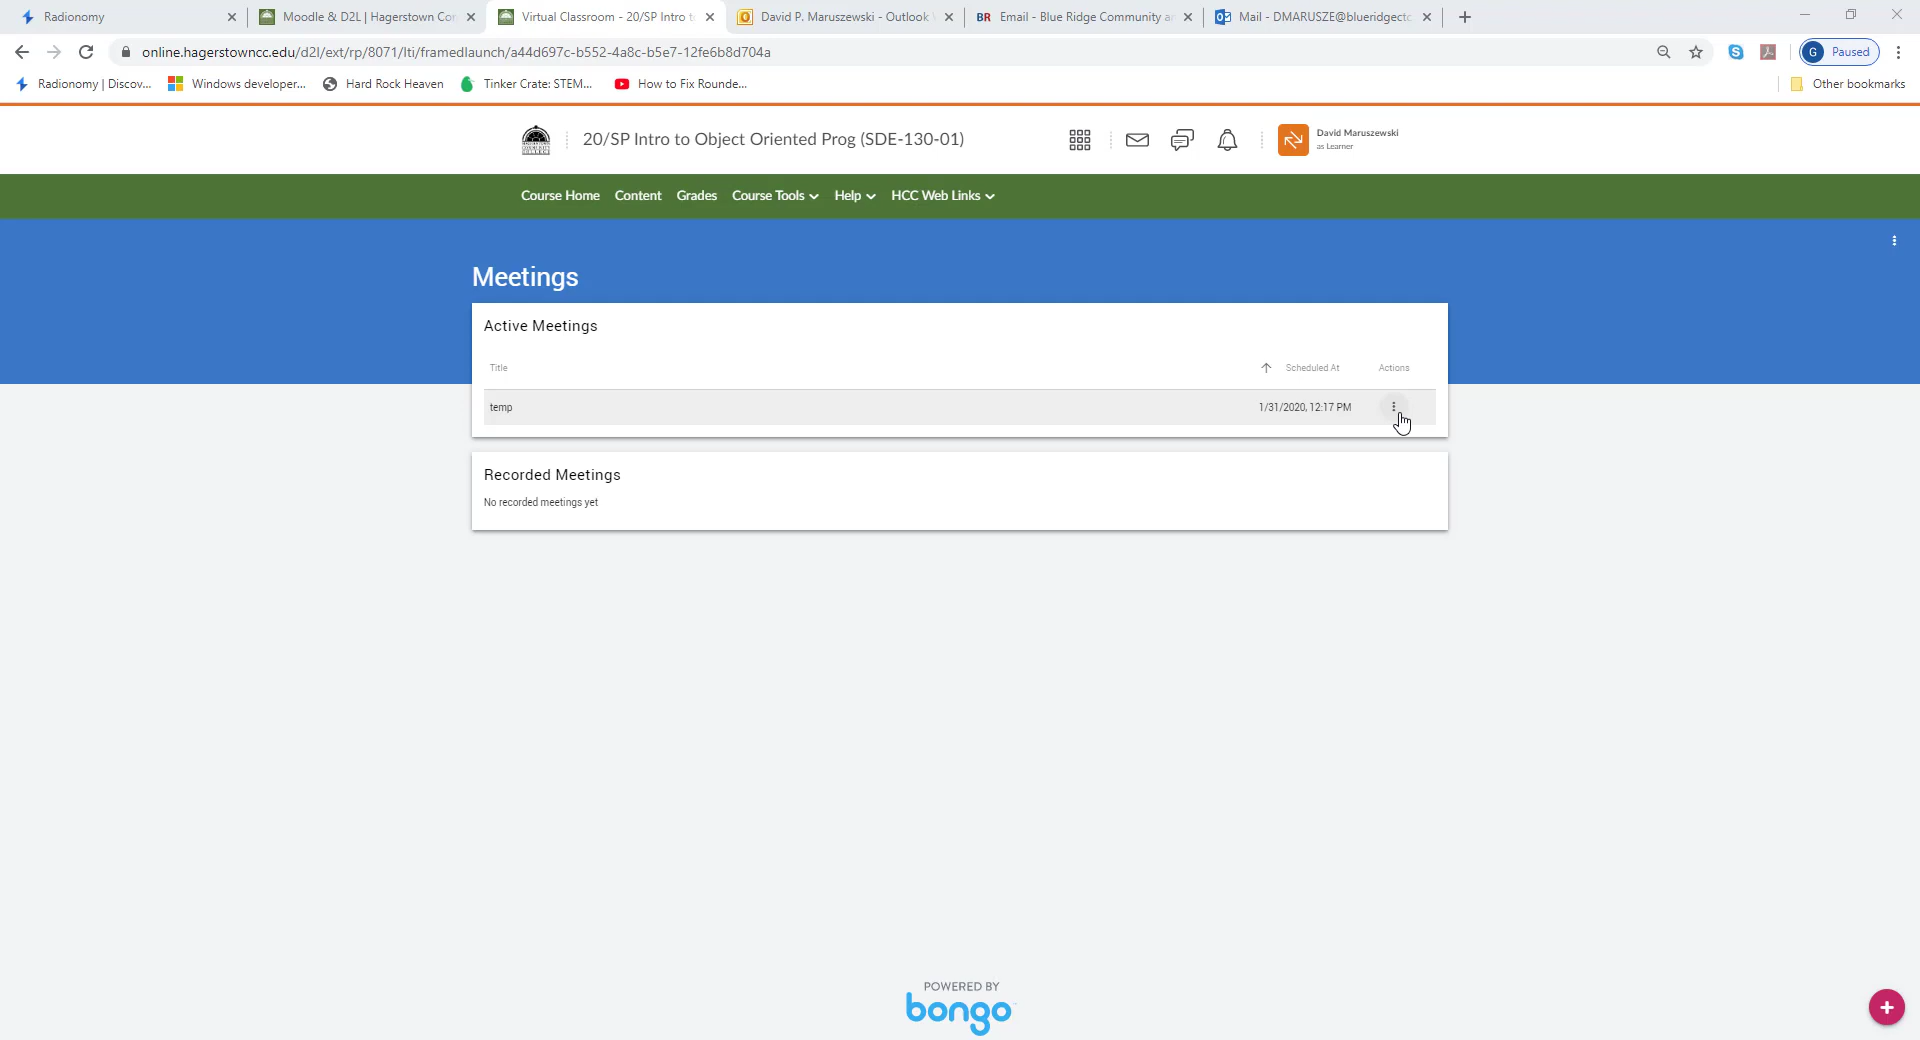 Radionomy
Moodle & D2L | Hagerstown Co
Virtual Classroom - 20/SP Intro t
David P. Maruszewski - Outlook
BR Email - Blue Ridge Community a
Mail - DMARUSZE@blueridgectc.
online.hagerstowncc.edu/d2l/ext/rp/8071/lti/framedlaunch/a44d697c-b552-4a8c-b5e7-12fe6b8d704a
G Paused
Radionomy | Discov...
Windows developer...
Hard Rock Heaven
Tinker Crate: STEM...
How to Fix Rounde...
Other bookmarks
20/SP Intro to Object Oriented Prog (SDE-130-01)
David Maruszewski
as Learner
Course Home Content Grades Course Tools Help HCC Web Links
Meetings
Active Meetings
Title Scheduled At Actions
temp 1/31/2020, 12:17 PM
Recorded Meetings
No recorded meetings yet
POWERED BY
bongo